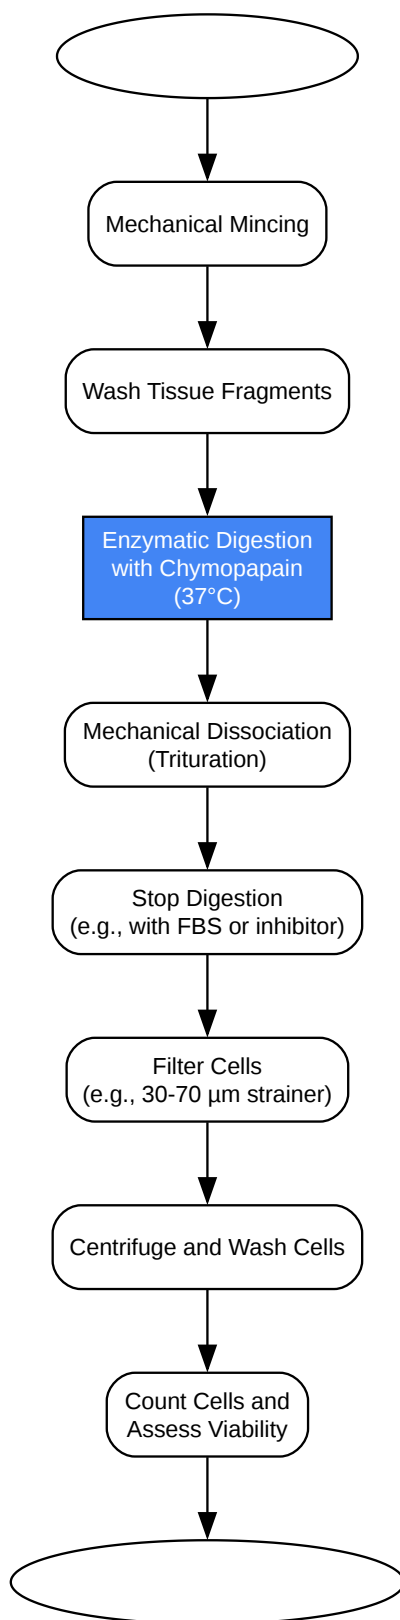 Mechanical Mincing
Wash Tissue Fragments
Enzymatic Digestion
with Chymopapain
(37°C)
Mechanical Dissociation
(Trituration)
Stop Digestion
(e.g., with FBS or inhibitor)
Filter Cells
(e.g., 30-70 µm strainer)
Centrifuge and Wash Cells
Count Cells and
Assess Viability